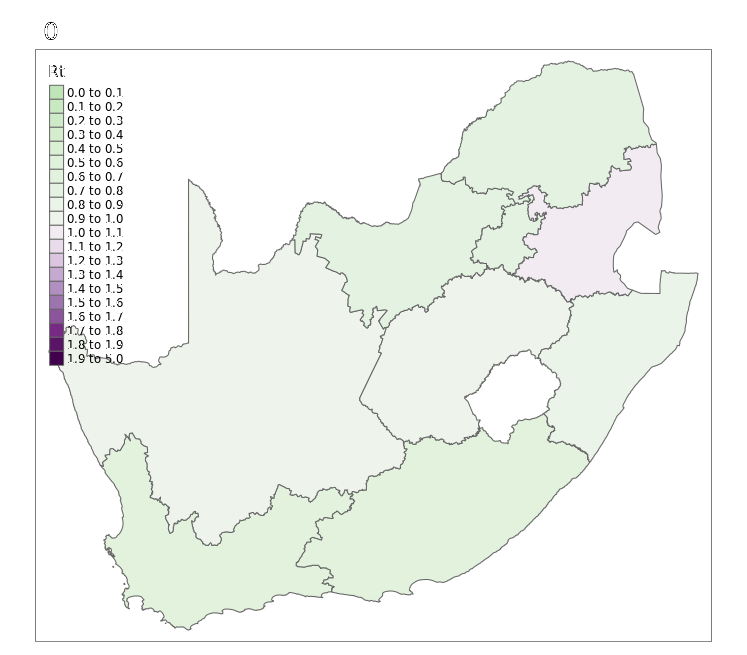 0
Rt
0.0 to 0.1
0.1 to 0.2
0.2 to 0.3
0.3 to 0.4
0.4 to 0.5
0.5 to 0.6
0.6 to 0.7
0.7 to 0.8
0.8 to 0.9
0.9 to 1.0
1.0 to 1.1
1.1 to 1.2
1.2 to 1.3
1.3 to 1.4
1.4 to 1.5
1.5 to 1.6
1.6 to 1.7
1.7 to 1.8
1.8 to 1.9
1.9 to 5.0